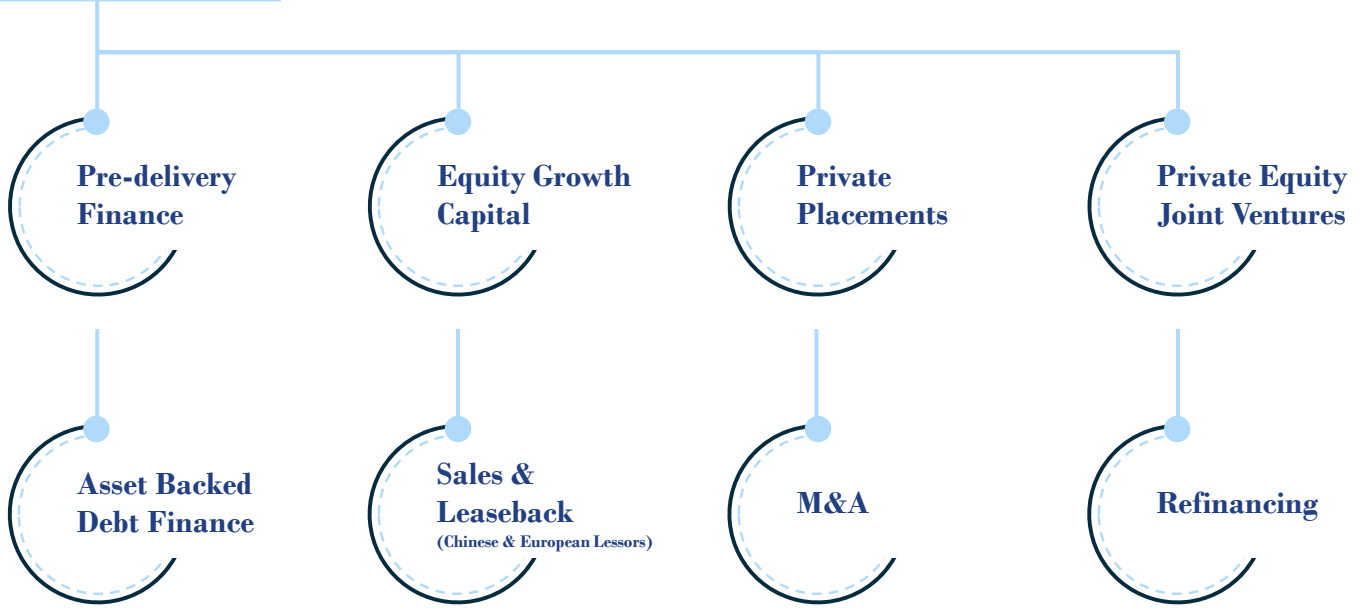 Pre-delivery
Finance
Equity Growth
Capital
Private
Placements
Private Equity
Joint Ventures
Asset Backed
Debt Finance
Sales &
Leaseback
(Chinese & European Lessors)
M&A
Refinancing